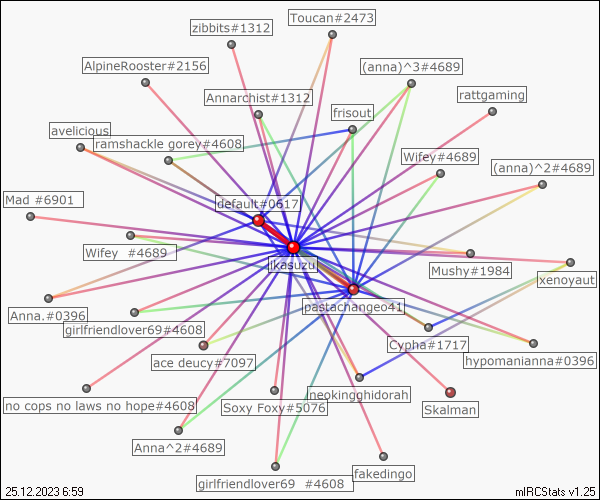 Toucan#2473
zibbits#1312
AlpineRooster#2156
(anna)^3#4689
rattgaming
Annarchist#1312
frisout
avelicious
ramshackle gorey#4608
Wifey#4689
(anna)^2#4689
Mad #6901
default#0617
Wifey  #4689
ikasuzu
Mushy#1984
xenoyaut
pastachangeo41
Anna.#0396
girlfriendlover69#4608
Cypha#1717
ace deucy#7097
hypomanianna#0396
neokingghidorah
no cops no laws no hope#4608
Soxy Foxy#5076
Skalman
Anna^2#4689
fakedingo
girlfriendlover69  #4608
25.12.2023 6:59
mIRCStats v1.25